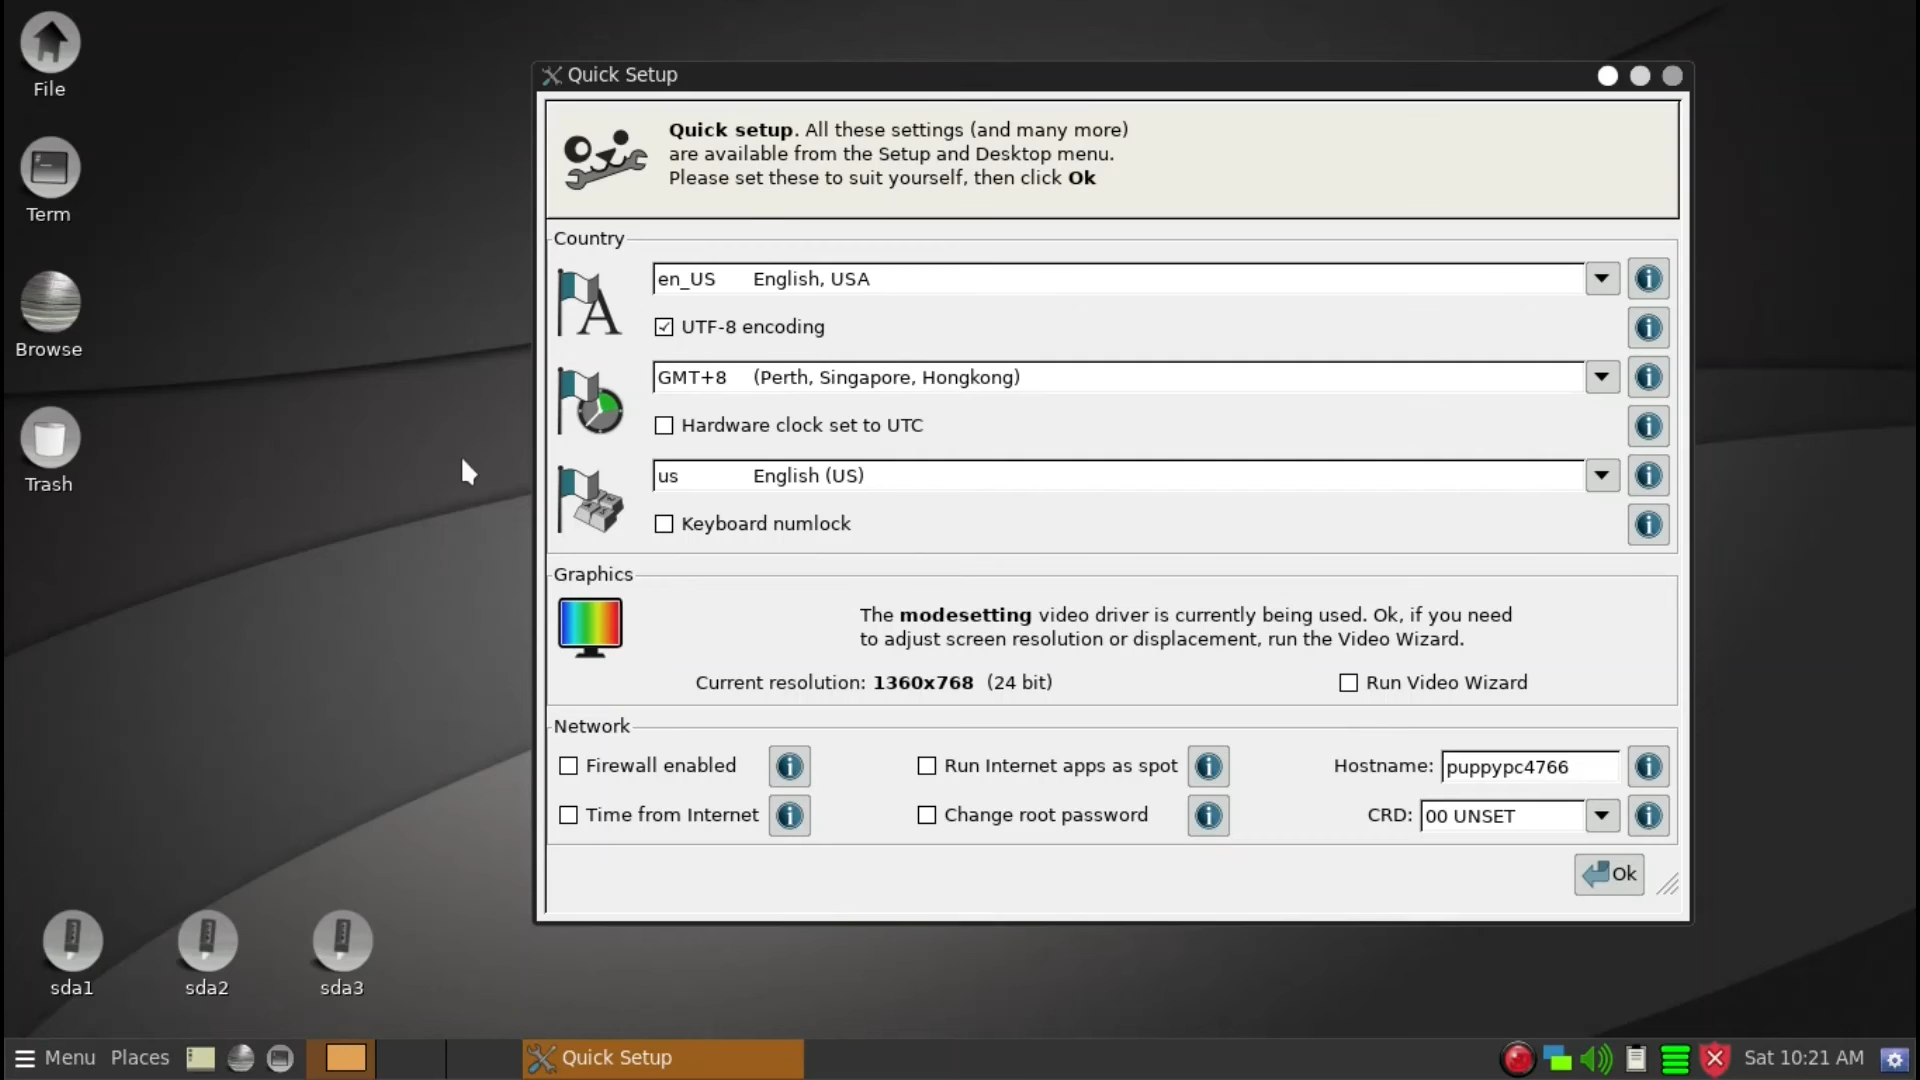 File
Term
Browse
Trash
Quick Setup
Quick setup. All these settings (and many more)
are available from the Setup and Desktop menu.
Please set these to suit yourself, then click Ok
Country
A
en_US English, USA
UTF-8 encoding
GMT+8 (Perth, Singapore, Hongkong)
Hardware clock set to UTC
us English (US)
Keyboard numlock
Graphics
The modesetting video driver is currently being used. Ok, if you need
to adjust screen resolution or displacement, run the Video Wizard.
Current resolution: 1360x768 (24 bit)
Run Video Wizard
Network
Firewall enabled
Run Internet apps as spot
Hostname: puppypc4766
Time from Internet
Change root password
CRD: 00 UNSET
Ok
sda1
sda2
sda3
Menu
Places
Quick Setup
Sat 10:21 AM